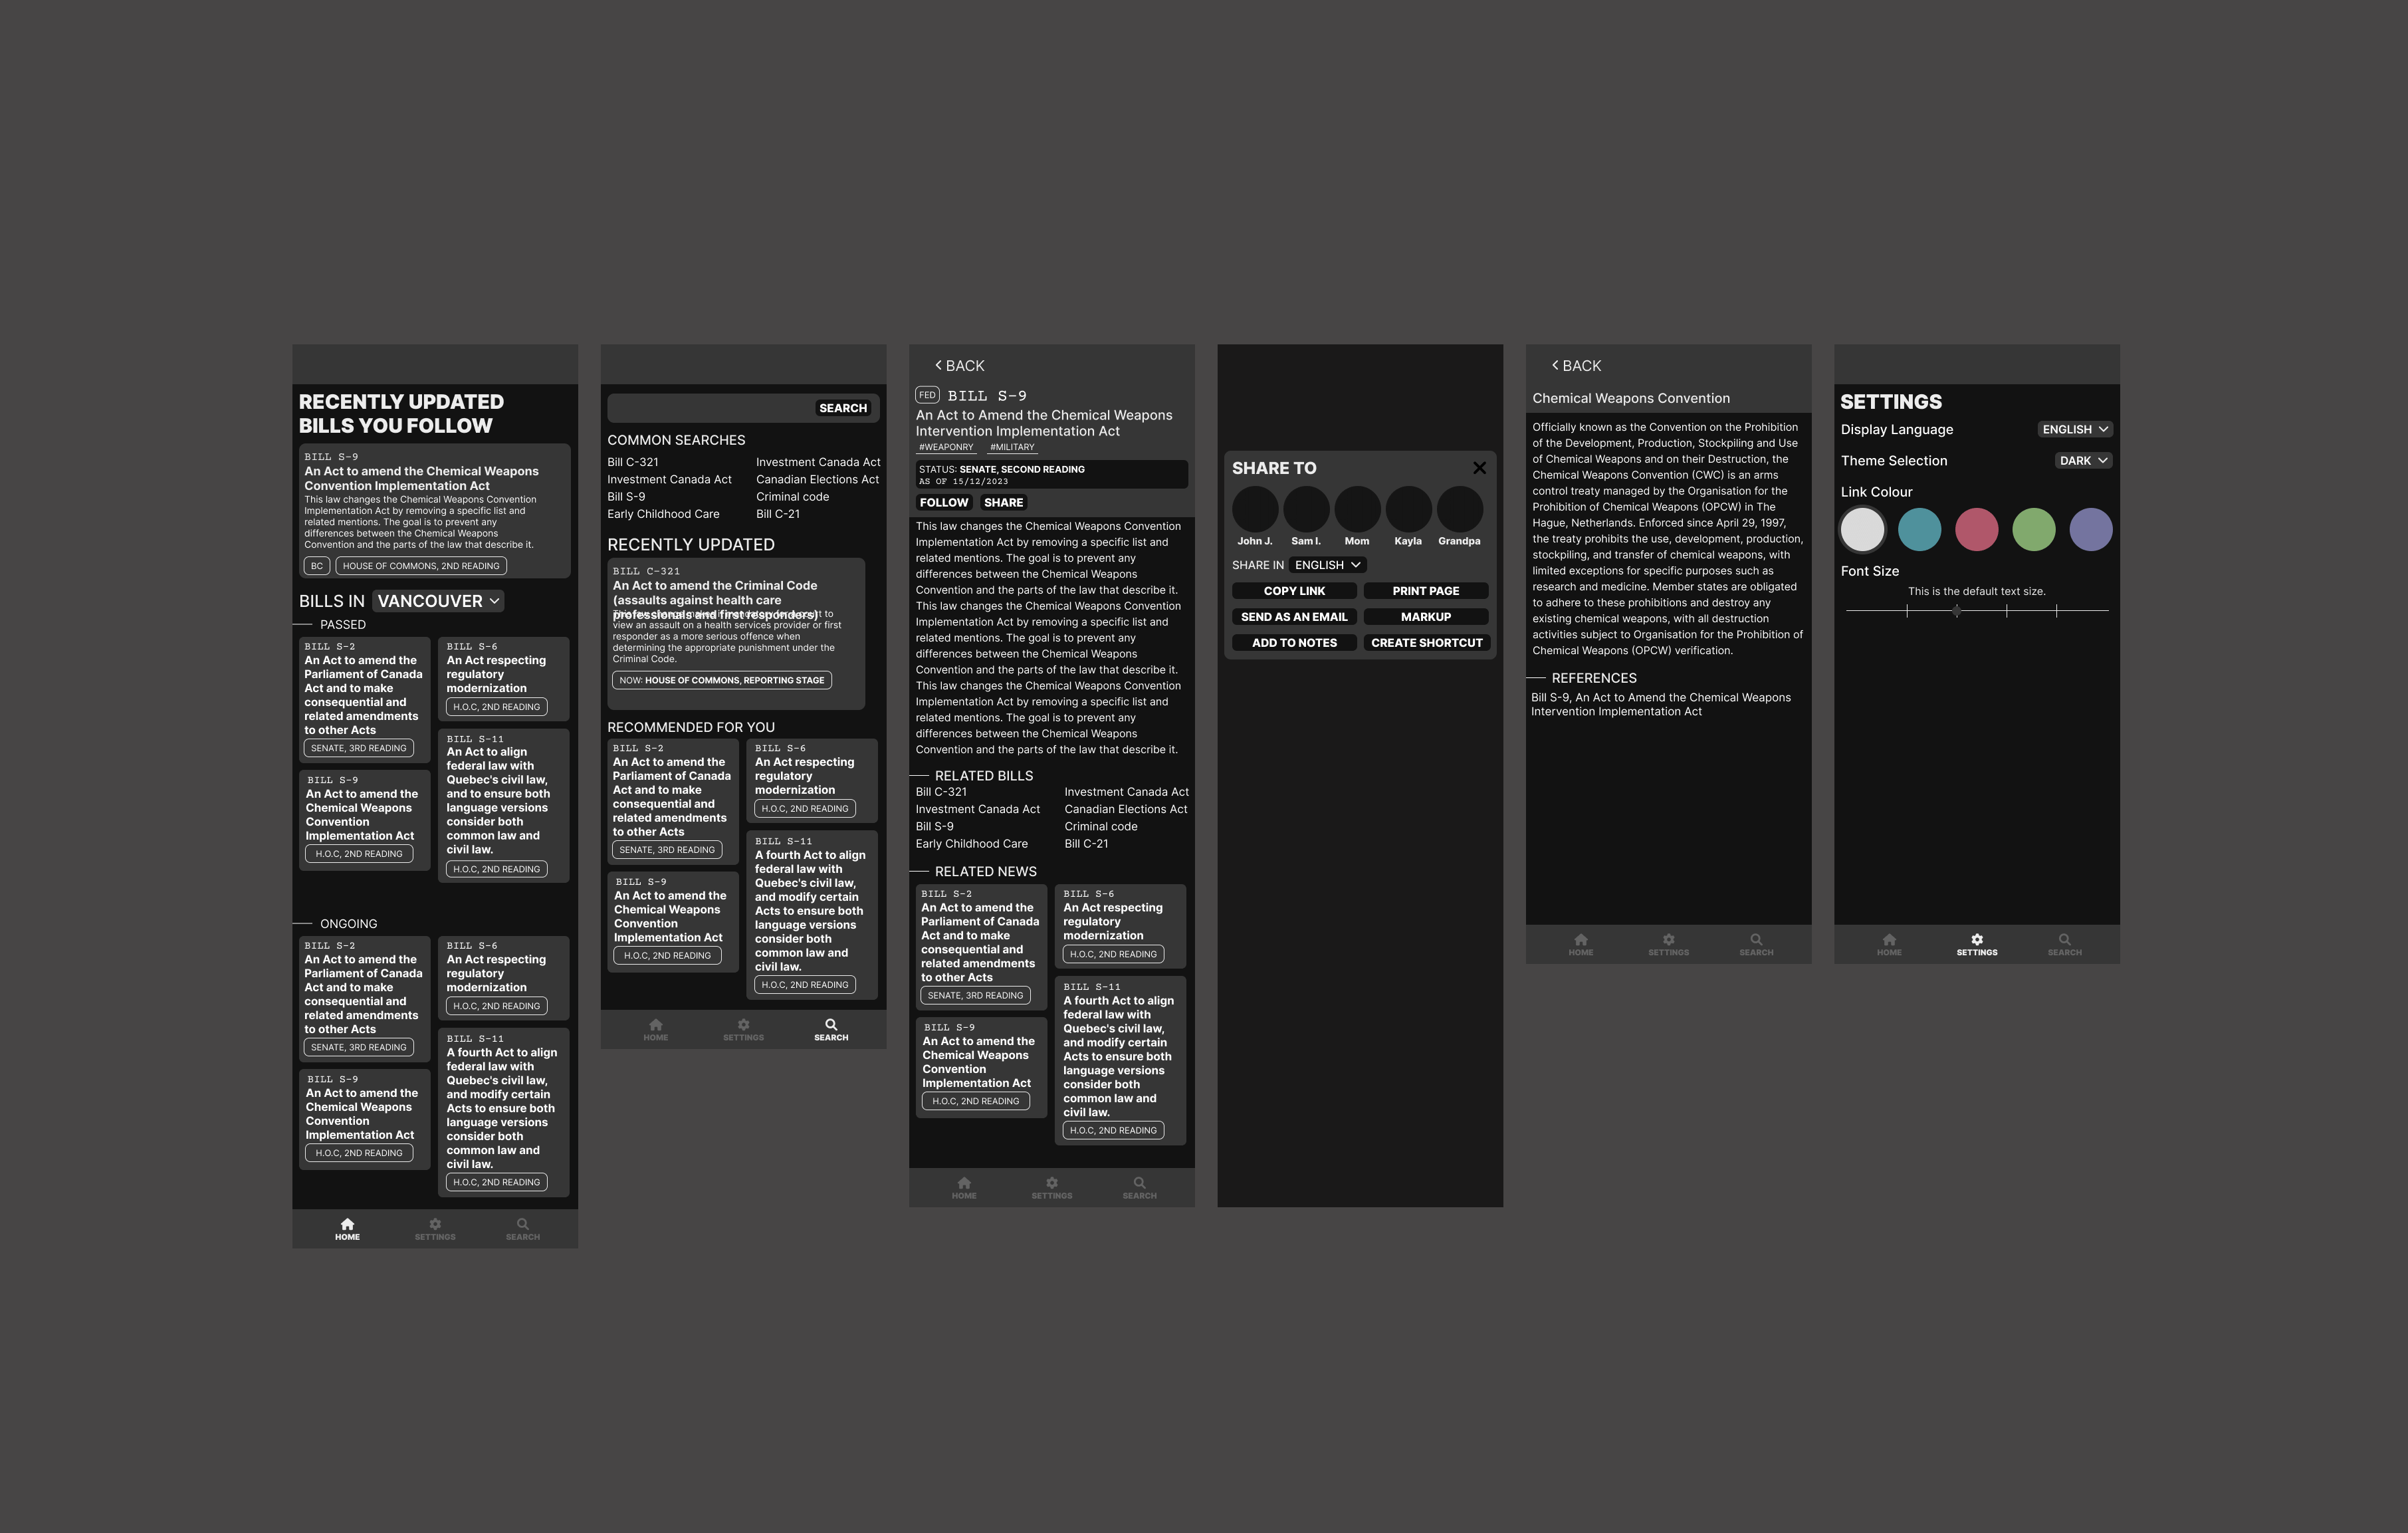 RECENTLY UPDATED
BILLS YOU FOLLOW
BILL S-9
An Act to amend the Chemical Weapons
Convention Implementation Act
This law changes the Chemical Weapons Convention
Implementation Act by removing a specific list and
related mentions. The goal is to prevent any
differences between the Chemical Weapons
Convention and the parts of the law that describe it.
BC
HOUSE OF COMMONS, 2ND READING
BILLS IN VANCOUVER
PASSED
BILL S-2
An Act to amend the
Parliament of Canada
Act and to make
consequential and
related amendments
to other Acts
SENATE, 3RD READING
BILL S-9
An Act to amend the
Chemical Weapons
Convention
Implementation Act
H.O.C, 2ND READING
BILL S-6
An Act respecting
regulatory
modernization
H.O.C, 2ND READING
BILL S-11
An Act to align
federal law with
Quebec's civil law,
and to ensure both
language versions
consider both
common law and
civil law.
H.O.C, 2ND READING
ONGOING
BILL S-2
An Act to amend the
Parliament of Canada
Act and to make
consequential and
related amendments
to other Acts
SENATE, 3RD READING
BILL S-9
An Act to amend the
Chemical Weapons
Convention
Implementation Act
H.O.C, 2ND READING
BILL S-6
An Act respecting
regulatory
modernization
H.O.C, 2ND READING
BILL S-11
A fourth Act to align
federal law with
Quebec's civil law,
and modify certain
Acts to ensure both
language versions
consider both
common law and
civil law.
H.O.C, 2ND READING
HOME
SETTINGS
SEARCH
SEARCH
COMMON SEARCHES
Bill C-321
Investment Canada Act
Bill S-9
Early Childhood Care
Investment Canada Act
Canadian Elections Act
Criminal code
Bill C-21
RECENTLY UPDATED
BILL C-321
An Act to amend the Criminal Code
(assaults against health care
professionals and first responders)
to
view an assault on a health services provider or first
responder as a more serious offence when
determining the appropriate punishment under the
Criminal Code.
NOW: HOUSE OF COMMONS, REPORTING STAGE
RECOMMENDED FOR YOU
BILL S-2
An Act to amend the
Parliament of Canada
Act and to make
consequential and
related amendments
to other Acts
SENATE, 3RD READING
BILL S-9
An Act to amend the
Chemical Weapons
Convention
Implementation Act
H.O.C, 2ND READING
BILL S-6
An Act respecting
regulatory
modernization
H.O.C, 2ND READING
BILL S-11
A fourth Act to align
federal law with
Quebec's civil law,
and modify certain
Acts to ensure both
language versions
consider both
common law and
civil law.
H.O.C, 2ND READING
HOME
SETTINGS
SEARCH
BACK
FED BILL S-9
An Act to Amend the Chemical Weapons
Intervention Implementation Act
#WEAPONRY
#MILITARY
STATUS: SENATE, SECOND READING
AS OF 15/12/2023
FOLLOW
SHARE
This law changes the Chemical Weapons Convention
Implementation Act by removing a specific list and
related mentions. The goal is to prevent any
differences between the Chemical Weapons
Convention and the parts of the law that describe it.
This law changes the Chemical Weapons Convention
Implementation Act by removing a specific list and
related mentions. The goal is to prevent any
differences between the Chemical Weapons
Convention and the parts of the law that describe it.
This law changes the Chemical Weapons Convention
Implementation Act by removing a specific list and
related mentions. The goal is to prevent any
differences between the Chemical Weapons
Convention and the parts of the law that describe it.
RELATED BILLS
Bill C-321
Investment Canada Act
Bill S-9
Early Childhood Care
Investment Canada Act
Canadian Elections Act
Criminal code
Bill C-21
RELATED NEWS
BILL S-2
An Act to amend the
Parliament of Canada
Act and to make
consequential and
related amendments
to other Acts
SENATE, 3RD READING
BILL S-9
An Act to amend the
Chemical Weapons
Convention
Implementation Act
H.O.C, 2ND READING
BILL S-6
An Act respecting
regulatory
modernization
H.O.C, 2ND READING
BILL S-11
A fourth Act to align
federal law with
Quebec's civil law,
and modify certain
Acts to ensure both
language versions
consider both
common law and
civil law.
H.O.C, 2ND READING
HOME
SETTINGS
SEARCH
SHARE TO
John J.
Sam I.
Mom
Kayla
Grandpa
SHARE IN ENGLISH
COPY LINK
PRINT PAGE
SEND AS AN EMAIL
MARKUP
ADD TO NOTES
CREATE SHORTCUT
BACK
Chemical Weapons Convention
Officially known as the Convention on the Prohibition
of the Development, Production, Stockpiling and Use
of Chemical Weapons and on their Destruction, the
Chemical Weapons Convention (CWC) is an arms
control treaty managed by the Organisation for the
Prohibition of Chemical Weapons (OPCW) in The
Hague, Netherlands. Enforced since April 29, 1997,
the treaty prohibits the use, development, production,
stockpiling, and transfer of chemical weapons, with
limited exceptions for specific purposes such as
research and medicine. Member states are obligated
to adhere to these prohibitions and destroy any
existing chemical weapons, with all destruction
activities subject to Organisation for the Prohibition of
Chemical Weapons (OPCW) verification.
REFERENCES
Bill S-9, An Act to Amend the Chemical Weapons
Intervention Implementation Act
HOME
SETTINGS
SEARCH
SETTINGS
Display Language
ENGLISH
Theme Selection
DARK
Link Colour
Font Size
This is the default text size.
HOME
SETTINGS
SEARCH